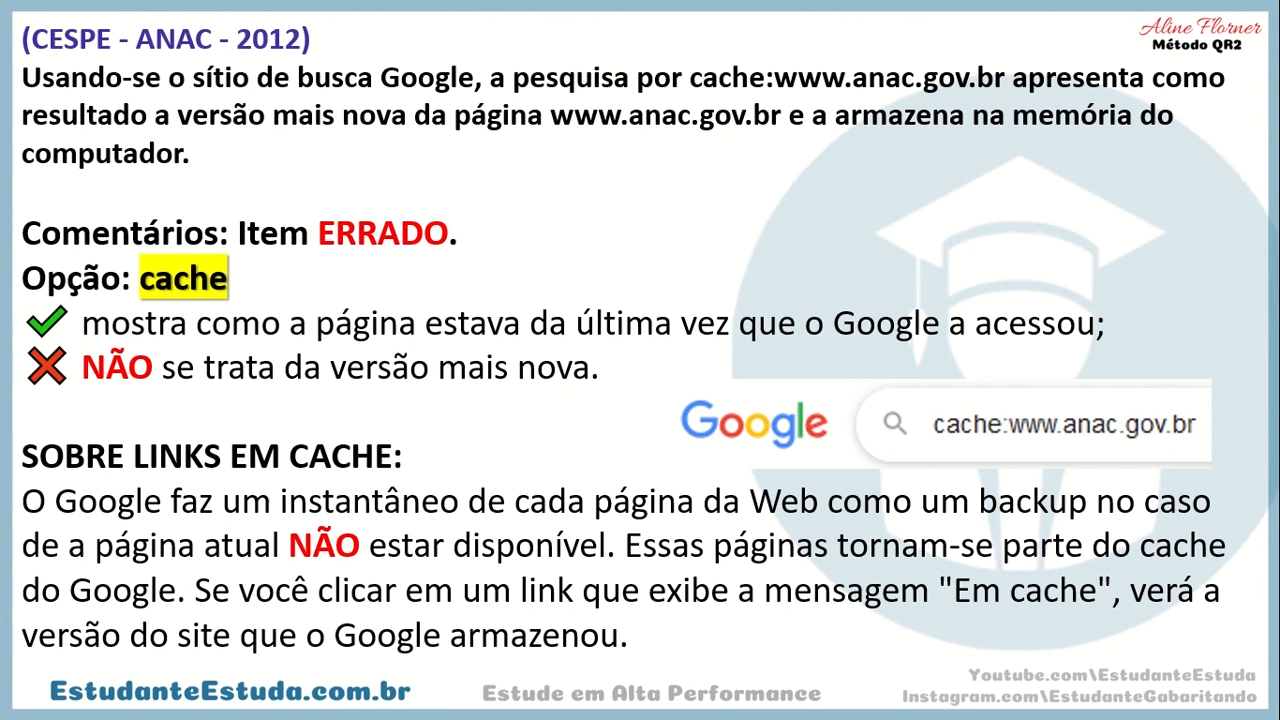 (CESPE - ANAC - 2012)
Aline Florner
Método QR2
Usando-se o sítio de busca Google, a pesquisa por cache:www.anac.gov.br apresenta como
resultado a versão mais nova da página www.anac.gov.br e a armazena na memória do
computador.
Comentários: Item ERRADO.
Opção: cache
mostra como a página estava da última vez que o Google a acessou;
NÃO se trata da versão mais nova.
Google cache:www.anac.gov.br
SOBRE LINKS EM CACHE:
O Google faz um instantâneo de cada página da Web como um backup no caso
de a página atual NÃO estar disponível. Essas páginas tornam-se parte do cache
do Google. Se você clicar em um link que exibe a mensagem "Em cache", verá a
versão do site que o Google armazenou.
EstudanteEstuda.com.br
Estude em Alta Performance
Youtube.com\EstudanteEstuda
Instagram.com\EstudanteGabaritando